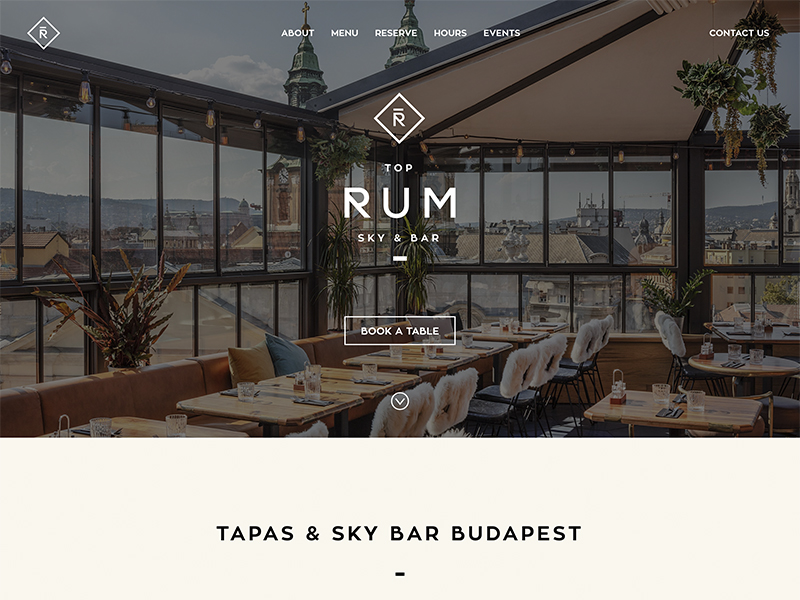 R̄
ABOUT MENU RESERVE HOURS EVENTS CONTACT US
R̄
TOP
RUM
SKY & BAR
BOOK A TABLE
TAPAS & SKY BAR BUDAPEST